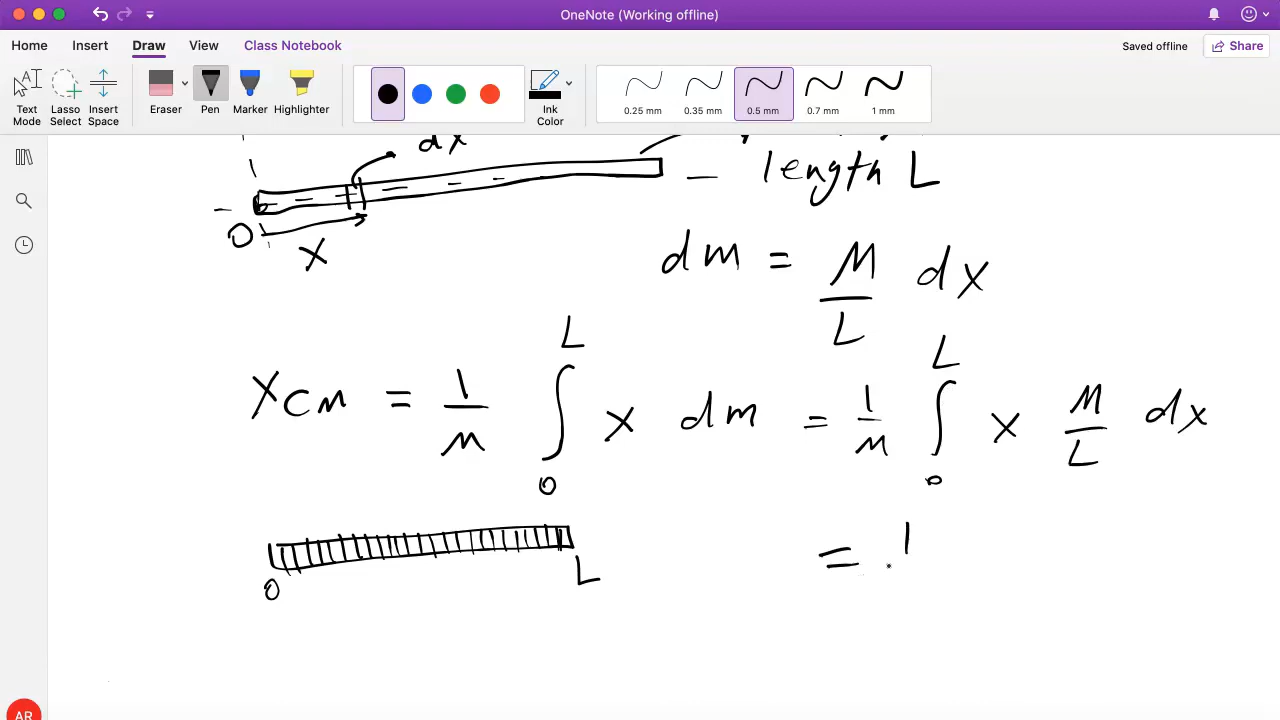 OneNote (Working offline)
Home Insert Draw View Class Notebook
Saved offline Share
Text Mode
Lasso Select
Insert Space
Eraser
Pen
Marker
Highlighter
Ink Color
0.25 mm 0.35 mm 0.5 mm 0.7 mm 1 mm
dx
length L
0
x
dm = M/L dx
xCM = 1/M ∫₀ᴸ x dm = 1/M ∫₀ᴸ x M/L dx
0 L
= 1
AR